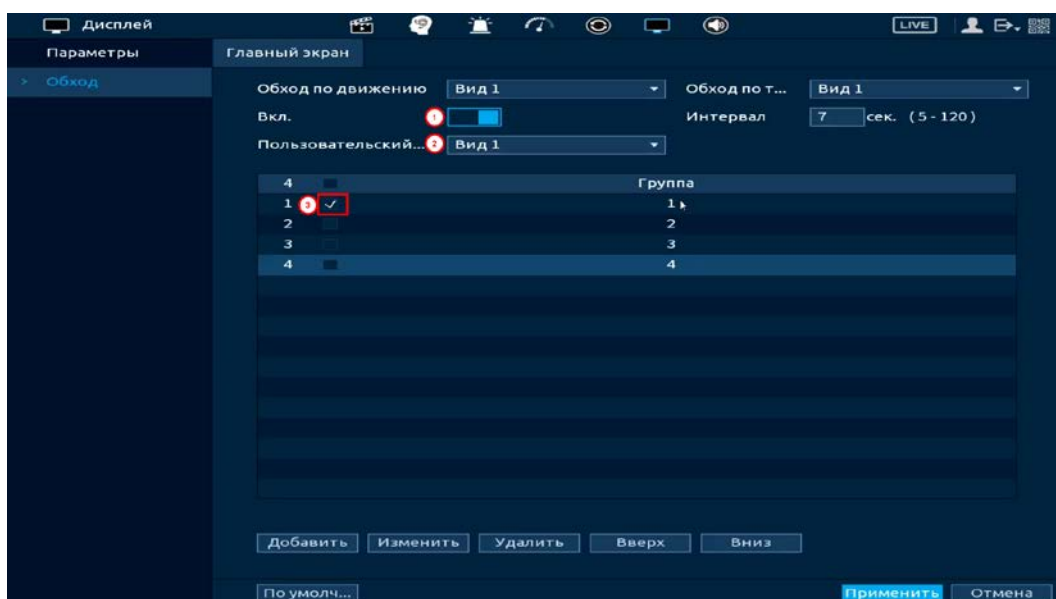 Дисплей LIVE
Параметры Главный экран
> Обход
Обход по движению Вид 1 Обход по т... Вид 1
Вкл. 1 Интервал 7 сек. (5-120)
Пользовательский... 2 Вид 1
4 Группа
1 3 1
2 2
3 3
4 4
Добавить Изменить Удалить Вверх Вниз
По умолч... Применить Отмена